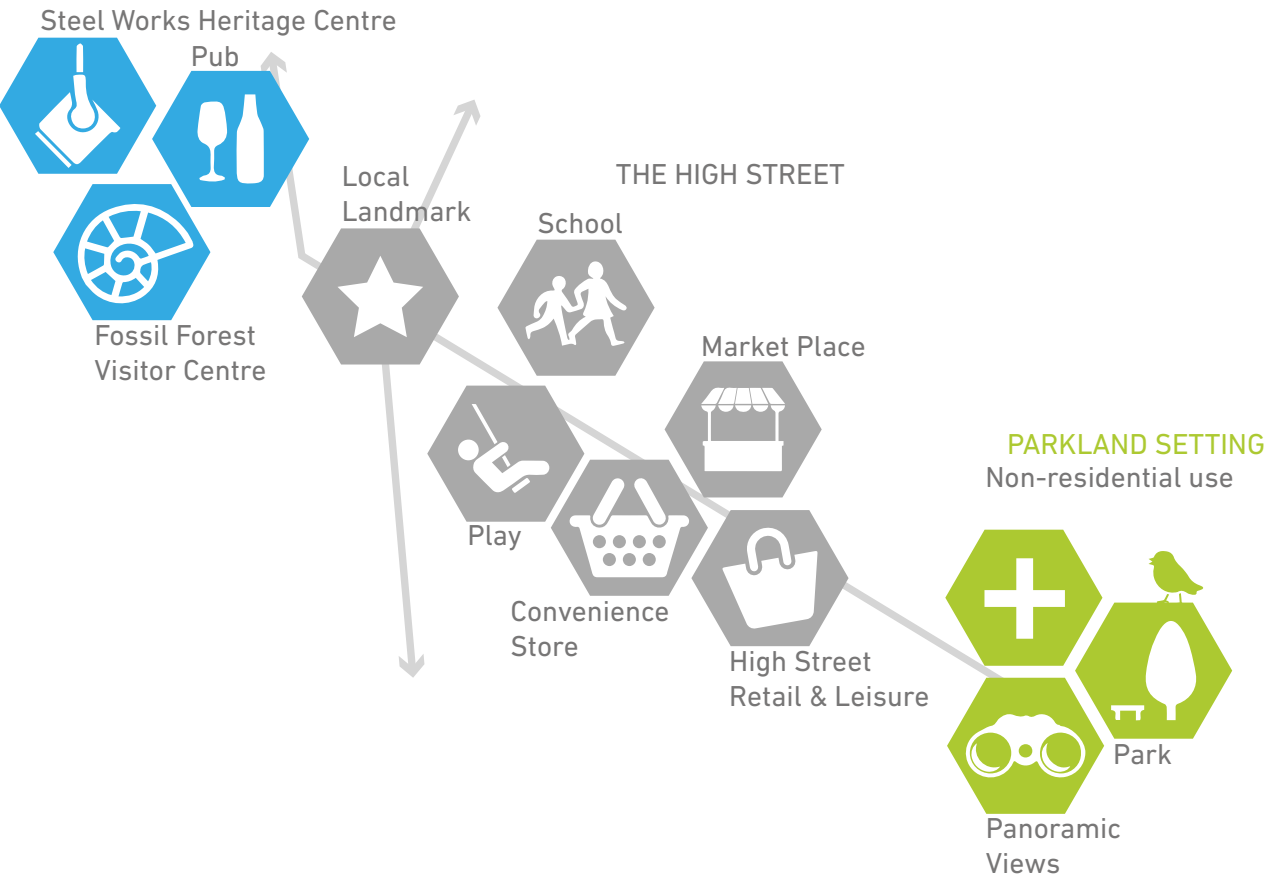 Steel Works Heritage Centre
Pub
Fossil Forest
Visitor Centre
Local
Landmark
THE HIGH STREET
School
Market Place
Play
Convenience
Store
High Street
Retail & Leisure
PARKLAND SETTING
Non-residential use
Park
Panoramic
Views